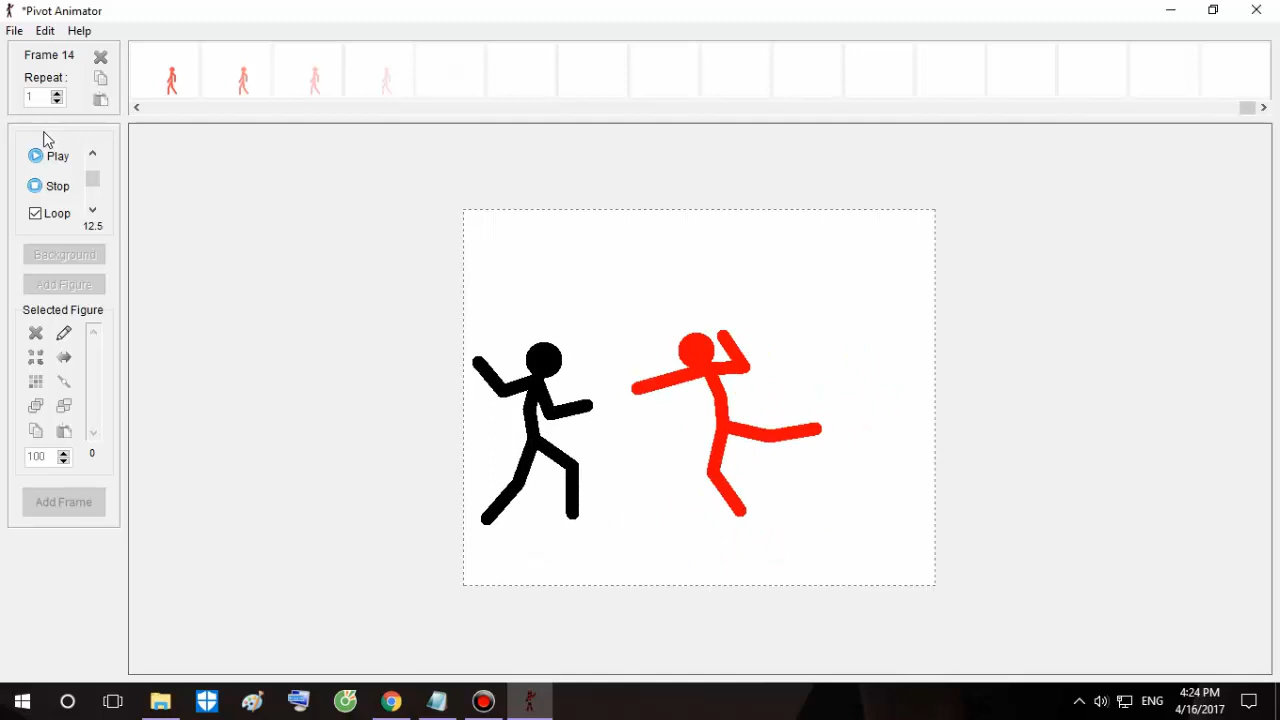 *Pivot Animator
File Edit Help
Frame 14
Repeat:
1
Play
Stop
Loop
12.5
Background
Add Figure
Selected Figure
100
0
Add Frame
ENG
4:24 PM
4/16/2017